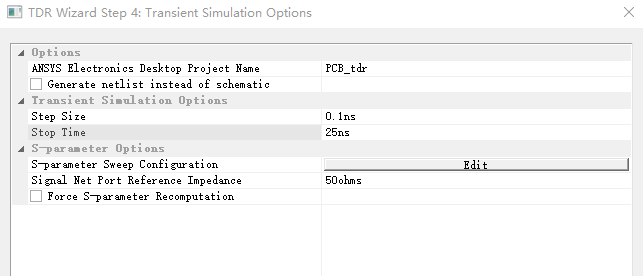 TDR Wizard Step 4: Transient Simulation Options
Options
ANSYS Electronics Desktop Project Name PCB_tdr
Generate netlist instead of schematic
Transient Simulation Options
Step Size 0.1ns
Stop Time 25ns
S-parameter Options
S-parameter Sweep Configuration Edit
Signal Net Port Reference Impedance 50ohms
Force S-parameter Recomputation